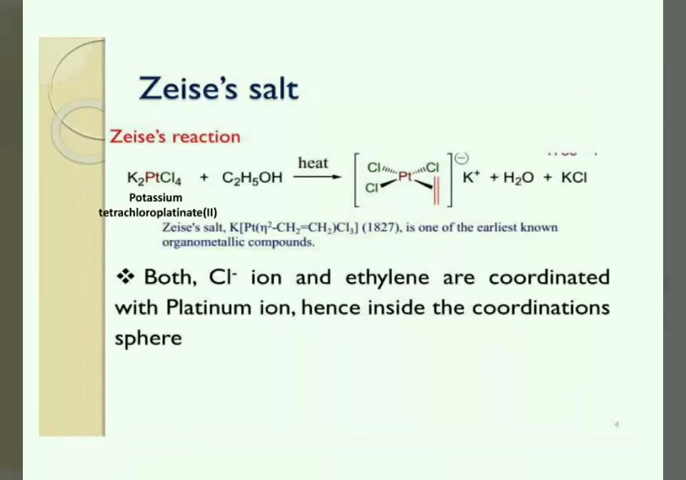 Zeise's salt
Zeise's reaction
K₂PtCl₄ + C₂H₅OH heat [Cl Cl Cl Pt]⊖ K⁺ + H₂O + KCl
Potassium
tetrachloroplatinate(II)
Zeise's salt, K[Pt(η²-CH₂=CH₂)Cl₃] (1827), is one of the earliest known
organometallic compounds.
❖ Both, Cl⁻ ion and ethylene are coordinated
with Platinum ion, hence inside the coordinations
sphere